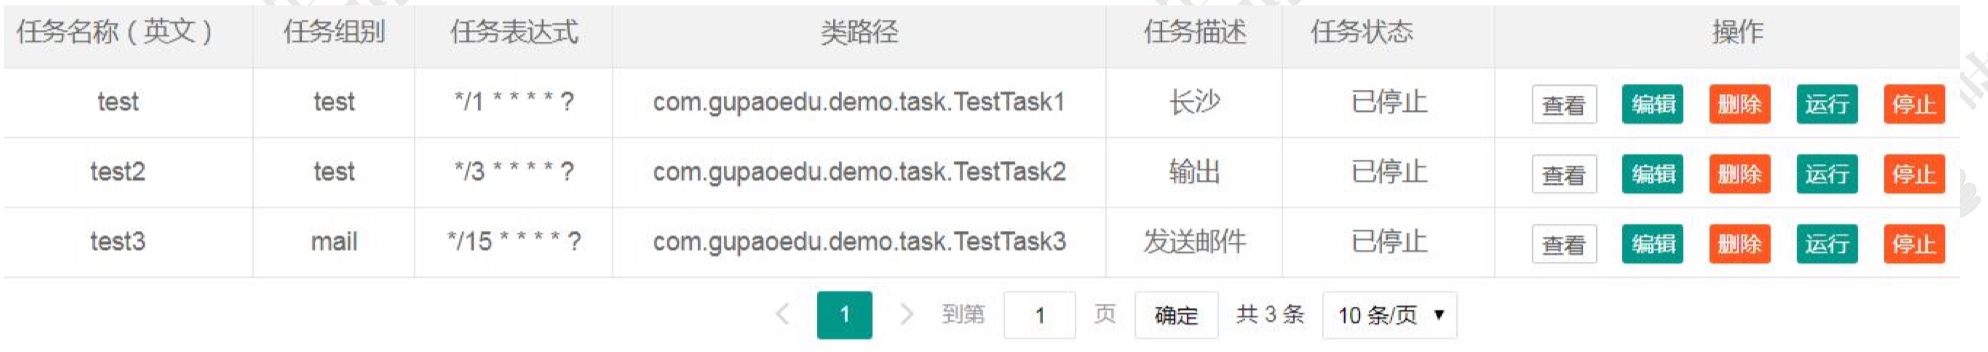 任务名称（英文） 任务组别 任务表达式 类路径 任务描述 任务状态 操作
test test */1 * * * * ? com.gupaoedu.demo.task.TestTask1 长沙 已停止 查看 编辑 删除 运行 停止
test2 test */3 * * * * ? com.gupaoedu.demo.task.TestTask2 输出 已停止 查看 编辑 删除 运行 停止
test3 mail */15 * * * * ? com.gupaoedu.demo.task.TestTask3 发送邮件 已停止 查看 编辑 删除 运行 停止
< 1 > 到第 1 页 确定 共 3 条 10 条/页